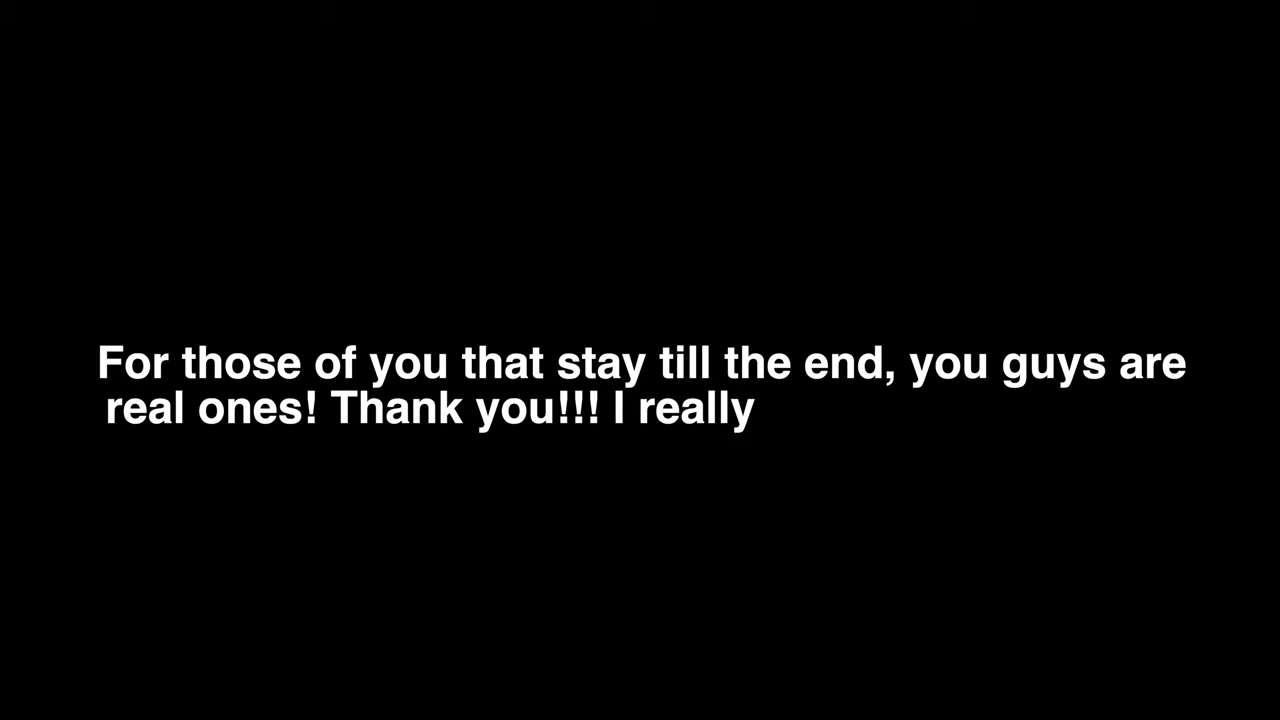 For those of you that stay till the end, you guys are
real ones! Thank you!!! I really